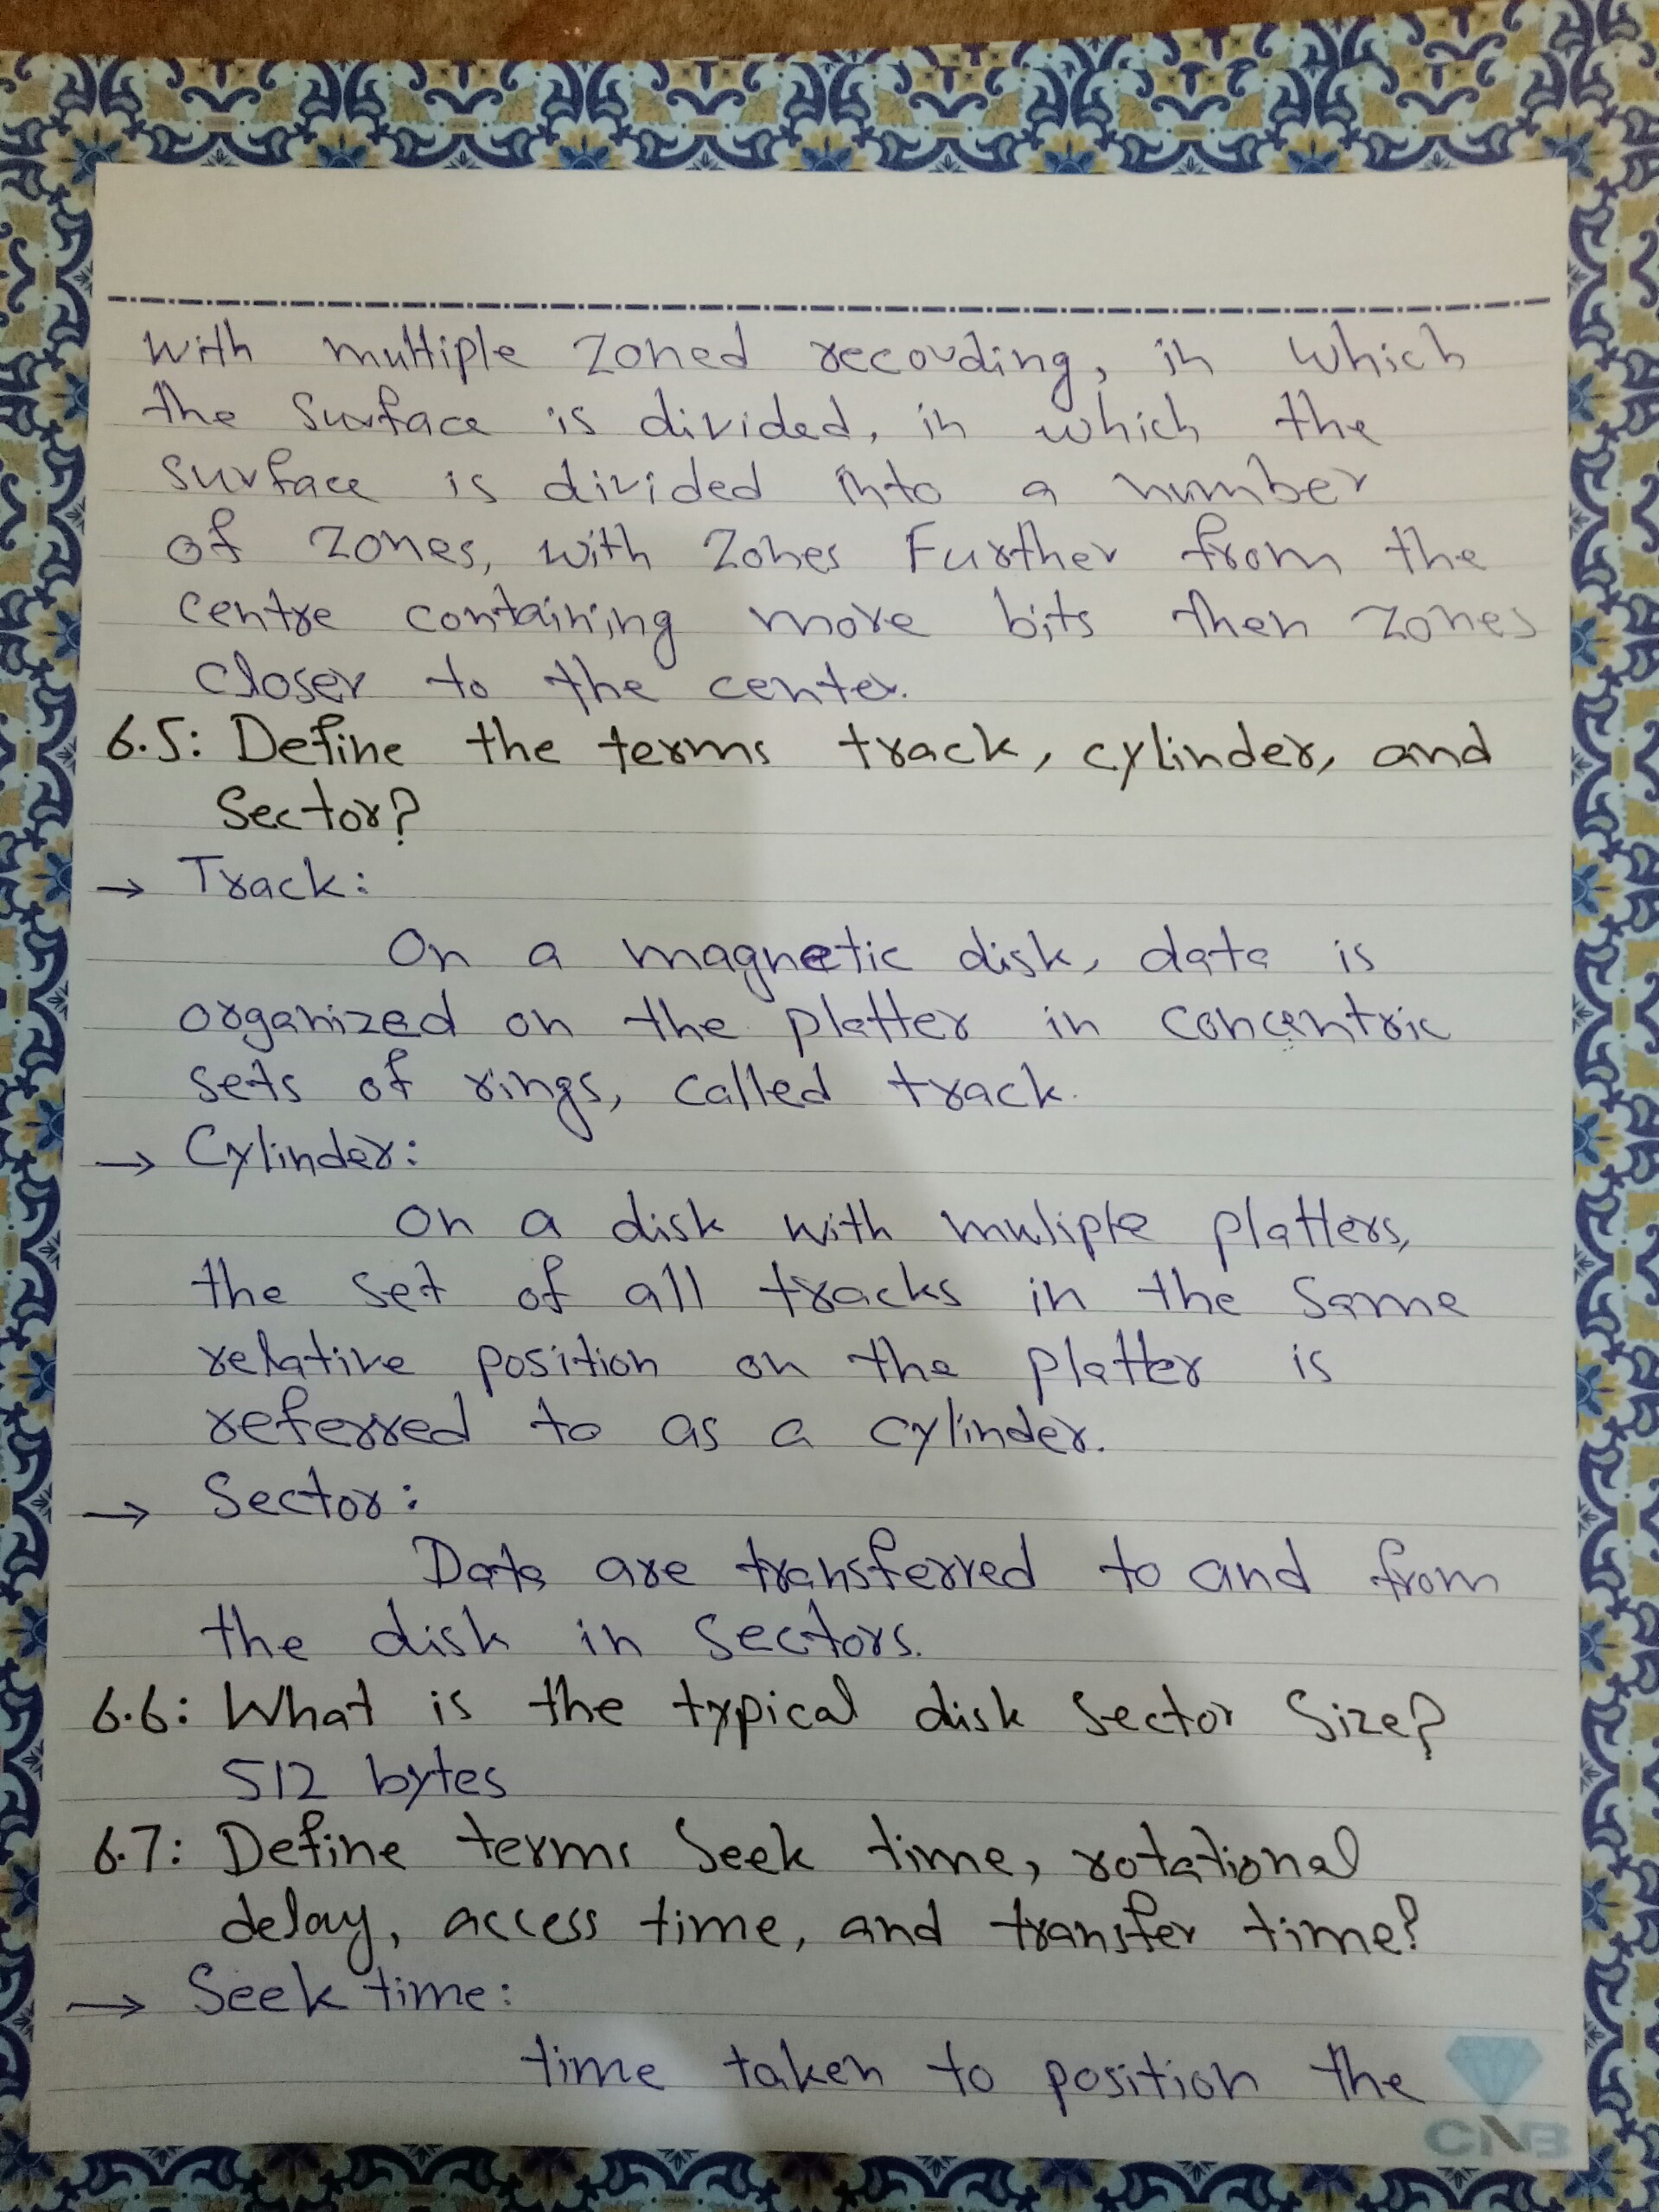 with multiple zoned recording, in which
the surface is divided, in which the
surface is divided into a number
of zones, with zones Further from the
centre containing more bits then zones
closer to the center.
6.5: Define the terms track, cylinder, and
Sector?
→ Track:
On a magnetic disk, data is
organized on the platter in concentric
sets of rings, called track.
→ Cylinder:
On a disk with muliple platters,
the set of all tracks in the same
relative position on the platter is
referred to as a cylinder.
→ Sector:
Data are transferred to and from
the disk in sectors.
6.6: What is the typical disk sector size?
512 bytes
6.7: Define terms seek time, rotational
delay, access time, and transfer time?
→ Seek time:
time taken to position the
CNB